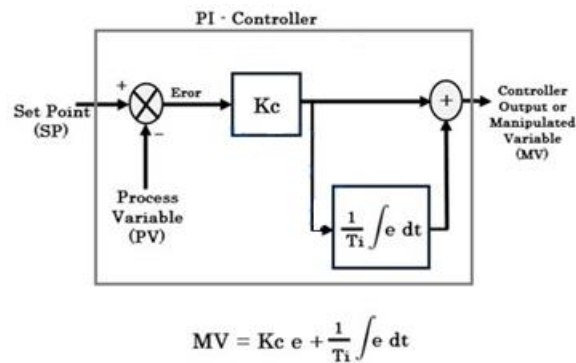 PI - Controller
+
Eror
Set Point
(SP)
−
Kc
+
Controller
Output or
Manipulated
Variable
(MV)
Process
Variable
(PV)
1/Ti ∫e dt
MV = Kc e + 1/Ti ∫e dt